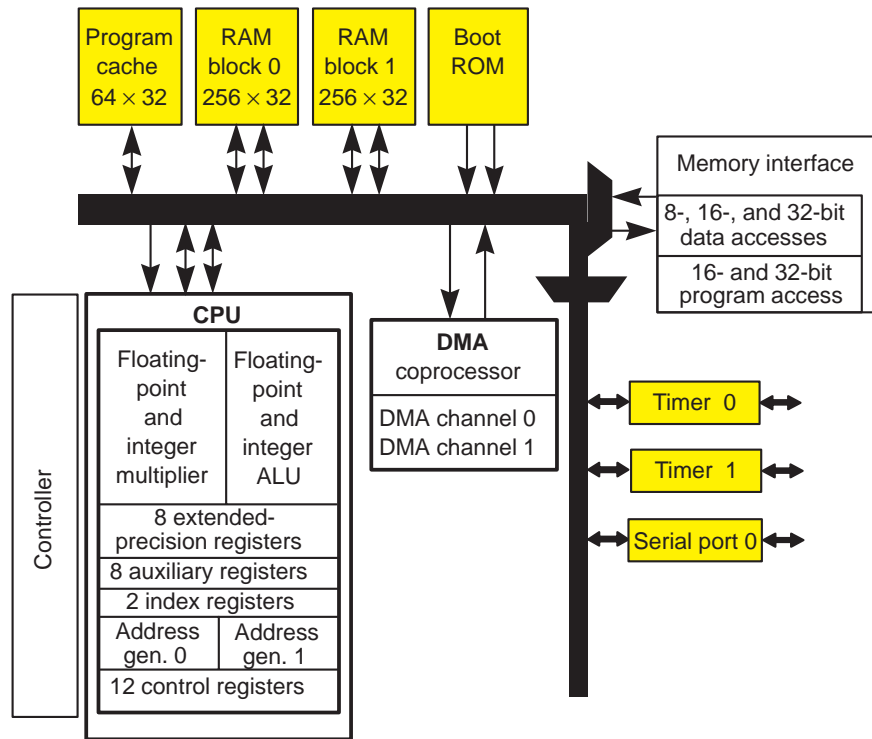 Program
cache
64 × 32
RAM
block 0
256 × 32
RAM
block 1
256 × 32
Boot
ROM
Memory interface
8-, 16-, and 32-bit
data accesses
16- and 32-bit
program access
Controller
CPU
Floating-
point
and
integer
multiplier
Floating-
point
and
integer
ALU
8 extended-
precision registers
8 auxiliary registers
2 index registers
Address
gen. 0
Address
gen. 1
12 control registers
DMA
coprocessor
DMA channel 0
DMA channel 1
Timer 0
Timer 1
Serial port 0